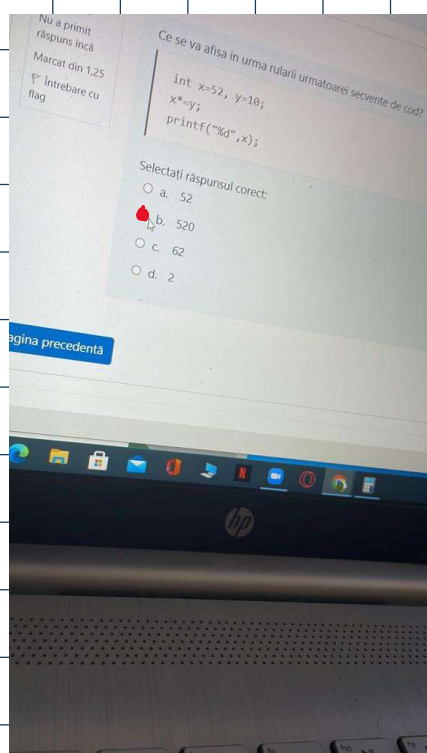 Nu a primit
răspuns încă
Marcat din 1,25
Întrebare cu
flag
Ce se va afisa in urma rularii urmatoarei secvente de cod?
int x=52, y=10;
x*=y;
printf("%d",x);
Selectați răspunsul corect:
a. 52
b. 520
c. 62
d. 2
agina precedentă
N
hp